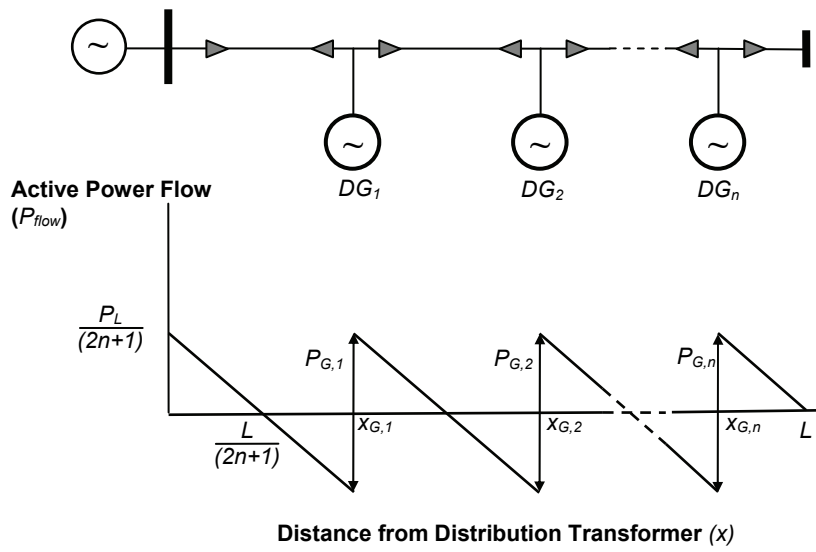 ~
~ ~ ~
DG1 DG2 DGn
Active Power Flow
(Pflow)
PL
(2n+1)
PG,1 PG,2 PG,n
L
(2n+1)
xG,1 xG,2 xG,n L
Distance from Distribution Transformer (x)